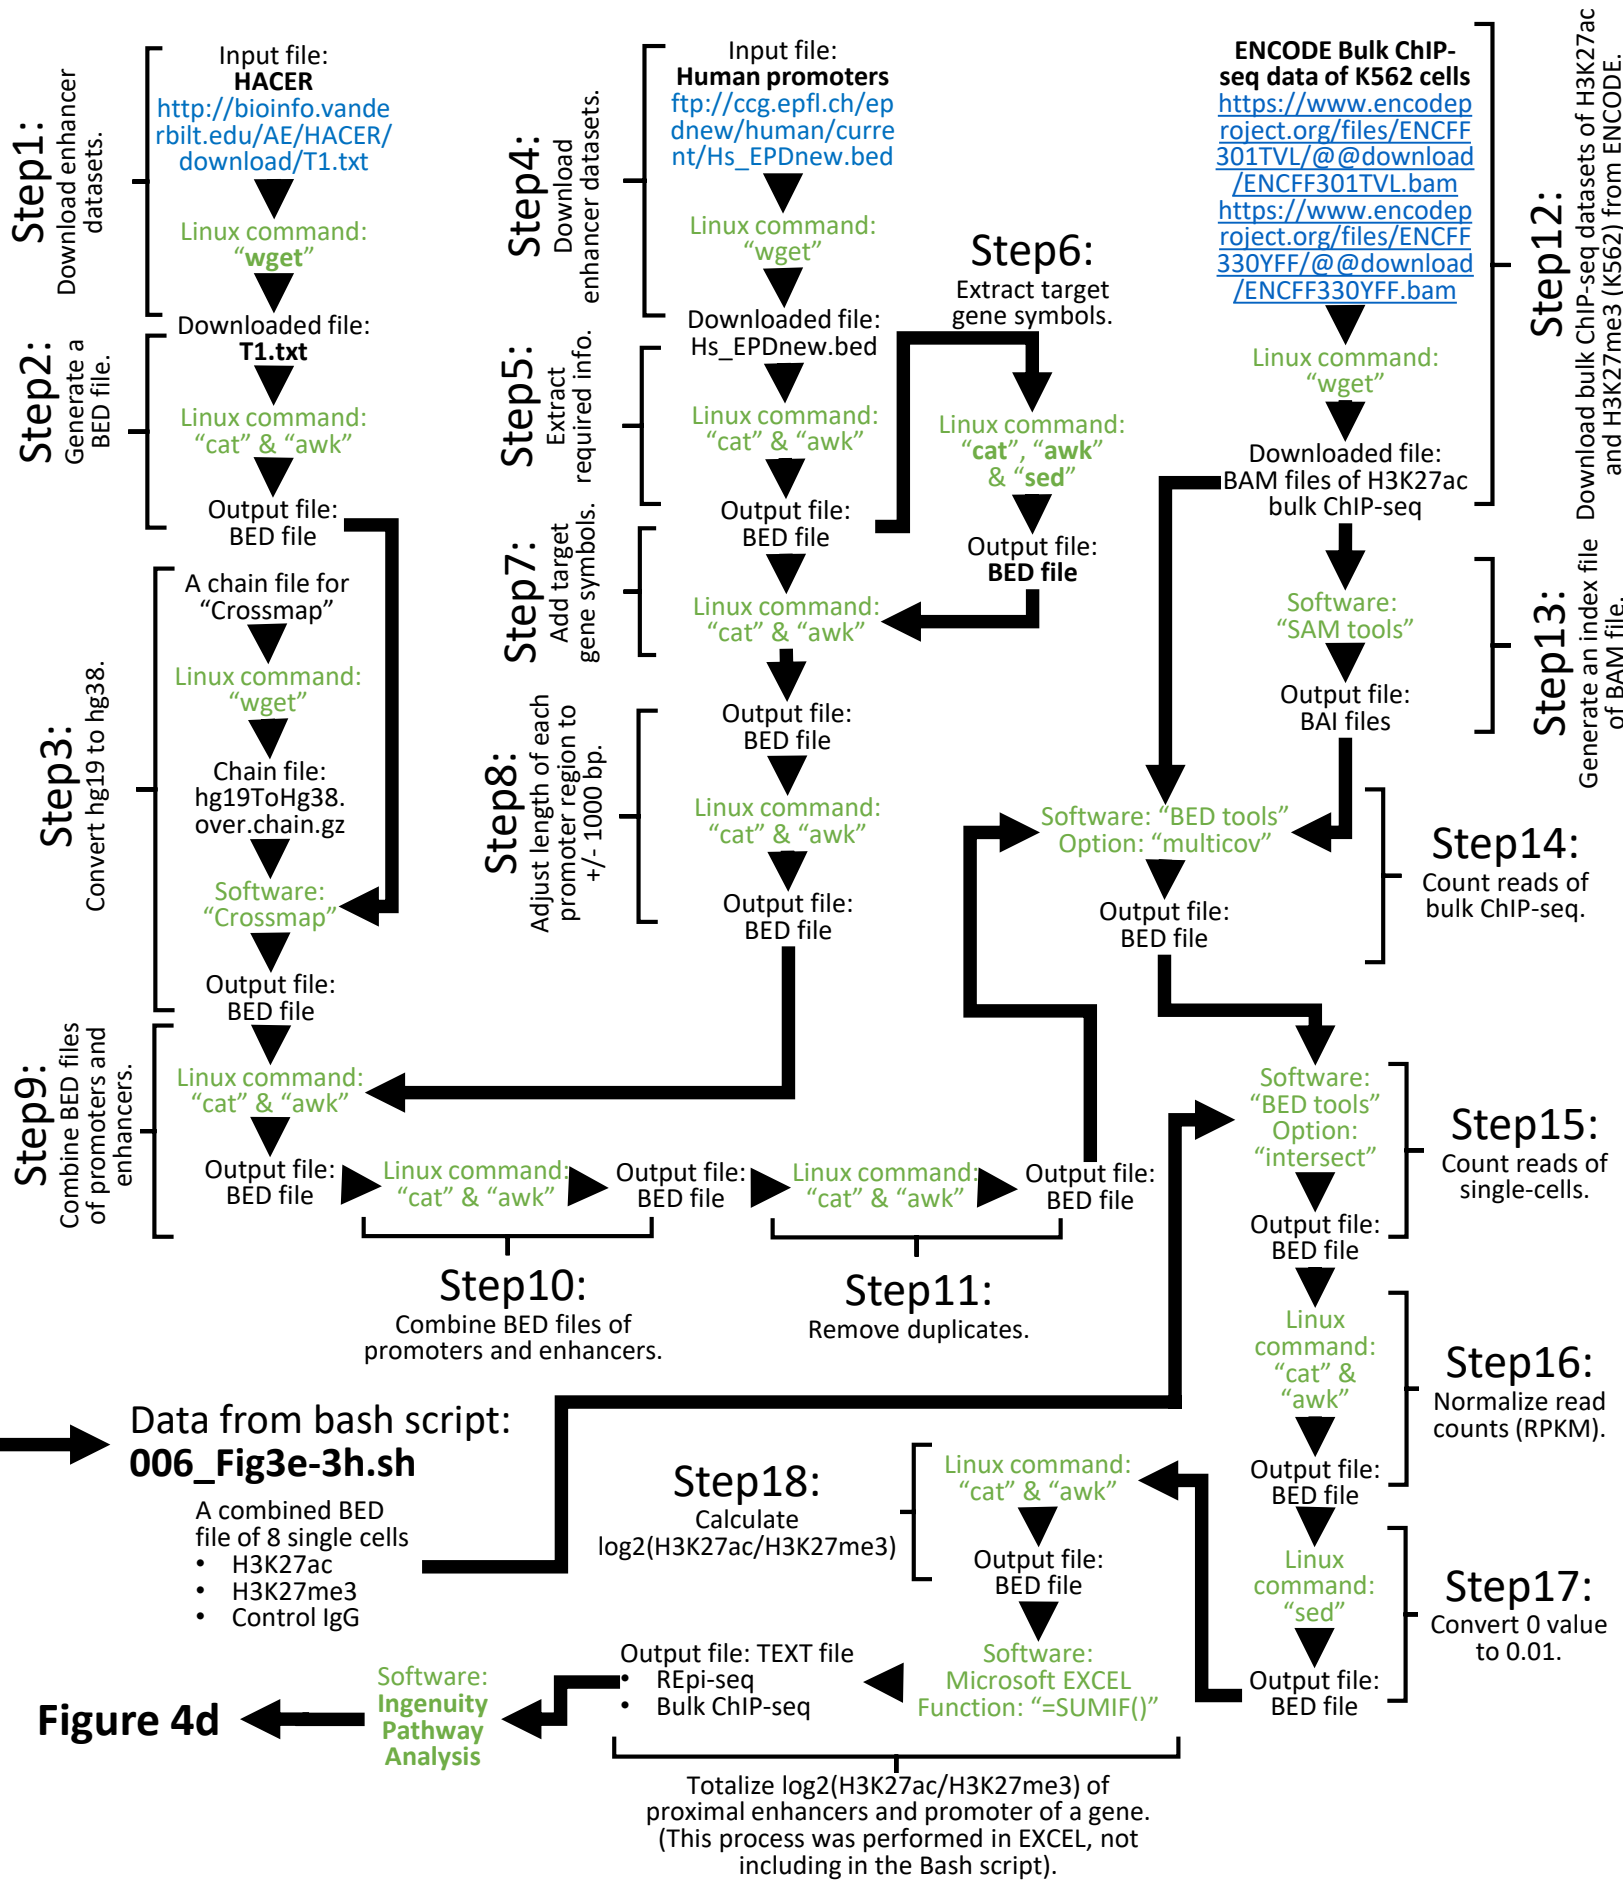 Step1:
Download enhancer
datasets.
Input file:
HACER
http://bioinfo.vande
rbilt.edu/AE/HACER/
download/T1.txt
Linux command:
“wget”
Downloaded file:
T1.txt
Step2:
Generate a
BED file.
Linux command:
“cat” & “awk”
Output file:
BED file
Step3:
Convert hg19 to hg38.
A chain file for
“Crossmap”
Linux command:
“wget”
Chain file:
hg19ToHg38.
over.chain.gz
Software:
“Crossmap”
Output file:
BED file
Step4:
Download
enhancer datasets.
Input file:
Human promoters
ftp://ccg.epfl.ch/ep
dnew/human/curre
nt/Hs_EPDnew.bed
Linux command:
“wget”
Downloaded file:
Hs_EPDnew.bed
Step5:
Extract
required info.
Linux command:
“cat” & “awk”
Output file:
BED file
Step6:
Extract target
gene symbols.
Linux command:
“cat”, “awk”
& “sed”
Output file:
BED file
Step7:
Add target
gene symbols.
Linux command:
“cat” & “awk”
Output file:
BED file
Step8:
Adjust length of each
promoter region to
+/- 1000 bp.
Linux command:
“cat” & “awk”
Output file:
BED file
Step9:
Combine BED files
of promoters and
enhancers.
Linux command:
“cat” & “awk”
Output file:
BED file
Linux command:
“cat” & “awk”
Output file:
BED file
Step10:
Combine BED files of
promoters and enhancers.
Linux command:
“cat” & “awk”
Output file:
BED file
Step11:
Remove duplicates.
ENCODE Bulk ChIP-
seq data of K562 cells
https://www.encodep
roject.org/files/ENCFF
301TVL/@@download
/ENCFF301TVL.bam
https://www.encodep
roject.org/files/ENCFF
330YFF/@@download
/ENCFF330YFF.bam
Step12:
Download bulk ChIP-seq datasets of H3K27ac
and H3K27me3 (K562) from ENCODE.
Linux command:
“wget”
Downloaded file:
BAM files of H3K27ac
bulk ChIP-seq
Step13:
Generate an index file
of BAM file.
Software:
“SAM tools”
Output file:
BAI files
Software: “BED tools”
Option: “multicov”
Output file:
BED file
Step14:
Count reads of
bulk ChIP-seq.
Software:
“BED tools”
Option:
“intersect”
Output file:
BED file
Step15:
Count reads of
single-cells.
Linux
command:
“cat” &
“awk”
Output file:
BED file
Step16:
Normalize read
counts (RPKM).
Linux
command:
“sed”
Output file:
BED file
Step17:
Convert 0 value
to 0.01.
Data from bash script:
006_Fig3e-3h.sh
A combined BED
file of 8 single cells
• H3K27ac
• H3K27me3
• Control IgG
Step18:
Calculate
log2(H3K27ac/H3K27me3)
Linux command:
“cat” & “awk”
Output file:
BED file
Software:
Microsoft EXCEL
Function: “=SUMIF()”
Output file: TEXT file
• REpi-seq
• Bulk ChIP-seq
Totalize log2(H3K27ac/H3K27me3) of
proximal enhancers and promoter of a gene.
(This process was performed in EXCEL, not
including in the Bash script).
Software:
Ingenuity
Pathway
Analysis
Figure 4d